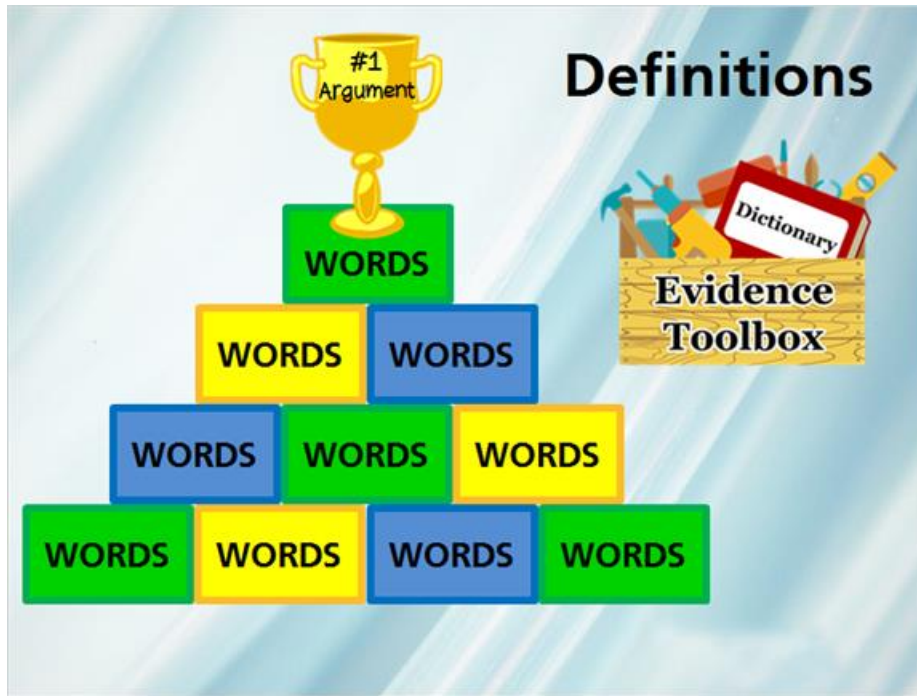 #1
Argument
Definitions
Dictionary
Evidence
Toolbox
WORDS
WORDS WORDS
WORDS WORDS WORDS
WORDS WORDS WORDS WORDS